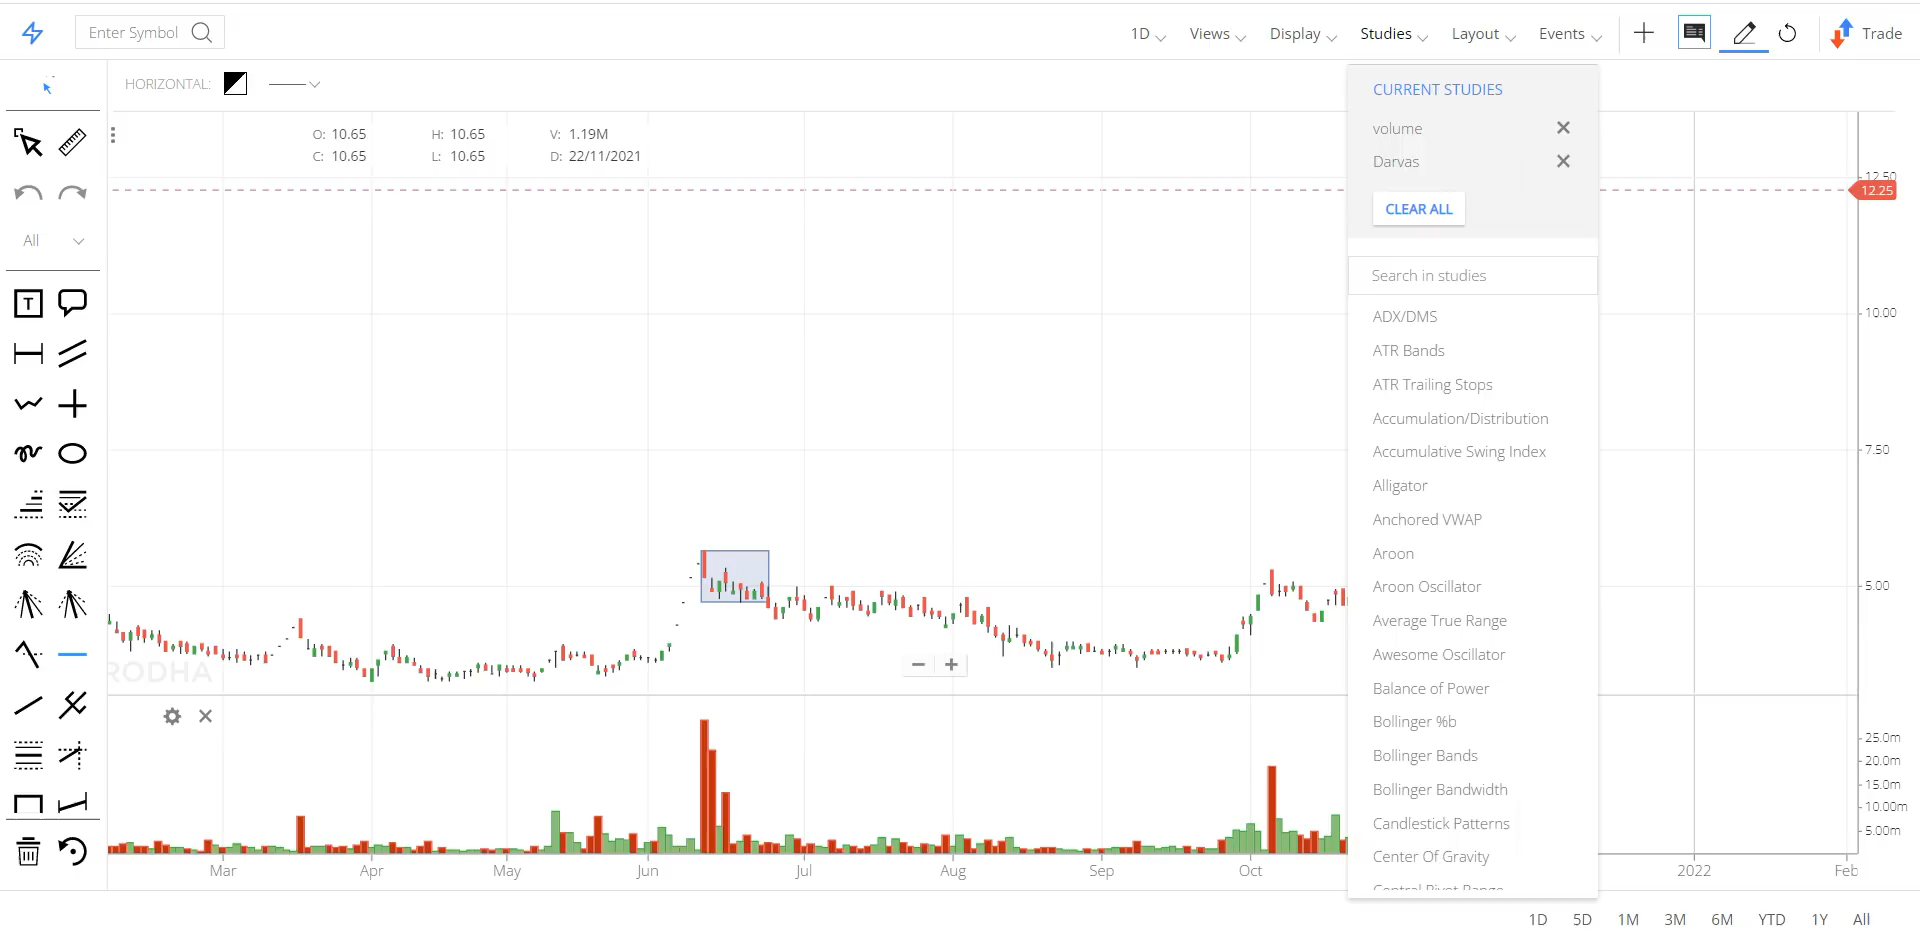 Enter Symbol
1D Views Display Studies Layout Events Trade
HORIZONTAL:
O: 10.65 H: 10.65 V: 1.19M
C: 10.65 L: 10.65 D: 22/11/2021
All
T
CURRENT STUDIES
volume
Darvas
CLEAR ALL
Search in studies
ADX/DMS
ATR Bands
ATR Trailing Stops
Accumulation/Distribution
Accumulative Swing Index
Alligator
Anchored VWAP
Aroon
Aroon Oscillator
Average True Range
Awesome Oscillator
Balance of Power
Bollinger %b
Bollinger Bands
Bollinger Bandwidth
Candlestick Patterns
Center Of Gravity
Central Pivot Range
12.50
12.25
10.00
7.50
5.00
RODHA
25.0m
20.0m
15.0m
10.00m
5.00m
Mar Apr May Jun Jul Aug Sep Oct 2022 Feb
1D 5D 1M 3M 6M YTD 1Y All